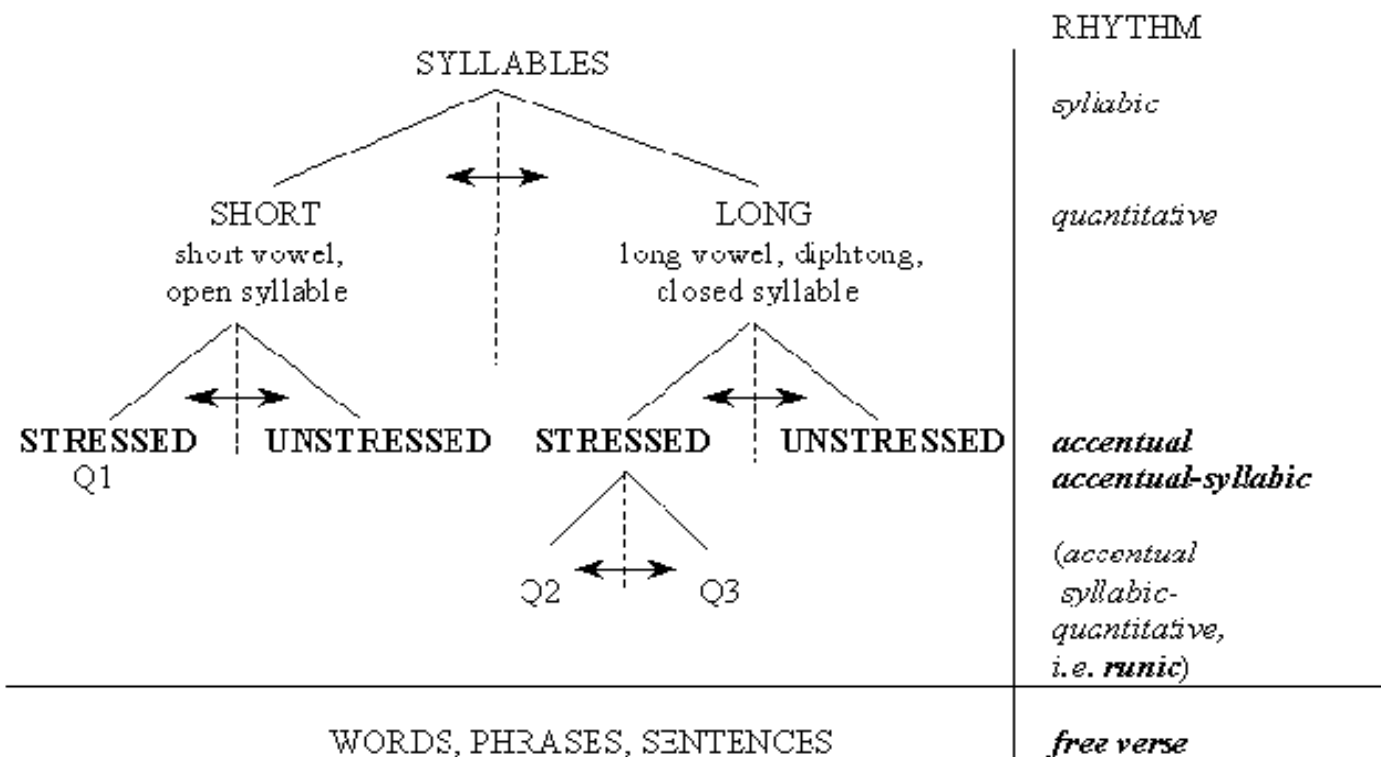 RHYTHM
SYLLABLES
syllabic
SHORT
LONG
quantitative
short vowel,
open syllable
long vowel, diphtong,
closed syllable
STRESSED
UNSTRESSED
STRESSED
UNSTRESSED
accentual
Q1
accentual-syllabic
(accentual
syllabic-
quantitative,
i.e. runic)
Q2
Q3
WORDS, PHRASES, SENTENCES
free verse